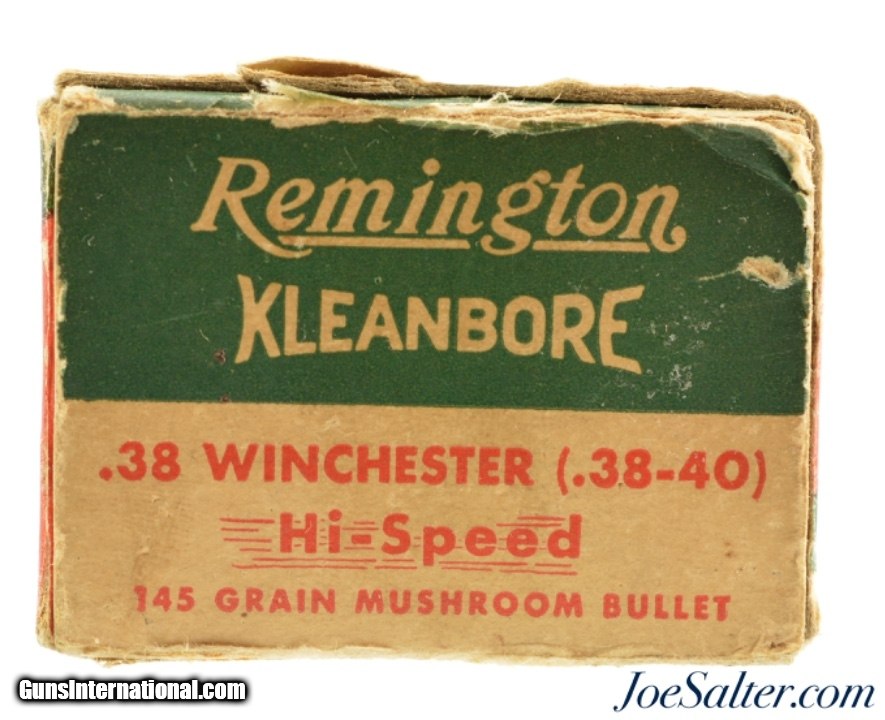 Remington
KLEANBORE
.38 WINCHESTER (.38-40)
Hi-Speed
145 GRAIN MUSHROOM BULLET
GunsInternational.com
JoeSalter.com